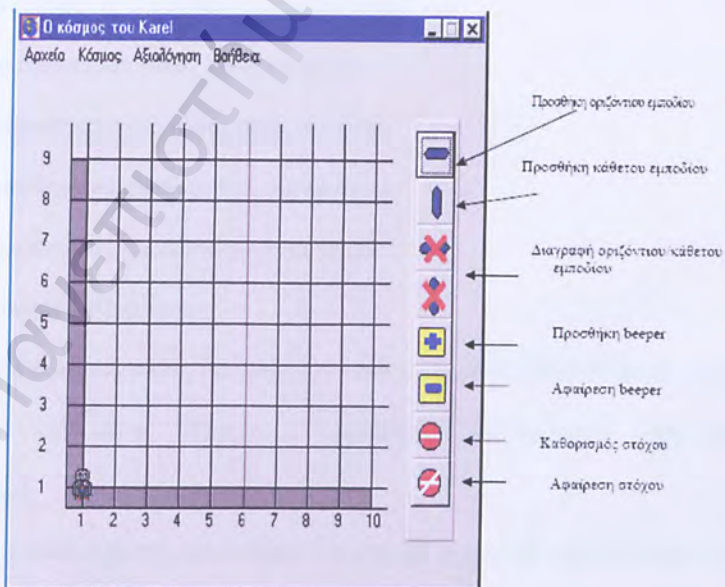 Ο κόσμος του Karel
Αρχείο Κόσμος Αξιολόγηση Βοήθεια
9
8
7
6
5
4
3
2
1
1 2 3 4 5 6 7 8 9 10
Προσθήκη οριζόντιου εμποδίου
Προσθήκη κάθετου εμποδίου
Διαγραφή οριζόντιου/κάθετου
εμποδίου
Προσθήκη beeper
Αφαίρεση beeper
Καθορισμός στόχου
Αφαίρεση στόχου